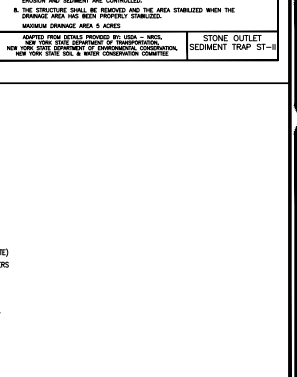 EROSION AND SEDIMENT ARE CONTROLLED.
8. THE STRUCTURE SHALL BE REMOVED AND THE AREA STABILIZED WHEN THE
DRAINAGE AREA HAS BEEN PROPERLY STABILIZED.
MAXIMUM DRAINAGE AREA 5 ACRES
ADAPTED FROM DETAILS PROVIDED BY: USDA - NRCS,
NEW YORK STATE DEPARTMENT OF TRANSPORTATION,
NEW YORK STATE DEPARTMENT OF ENVIRONMENTAL CONSERVATION,
NEW YORK STATE SOIL & WATER CONSERVATION COMMITTEE
STONE OUTLET
SEDIMENT TRAP ST-II
TE)
ERS